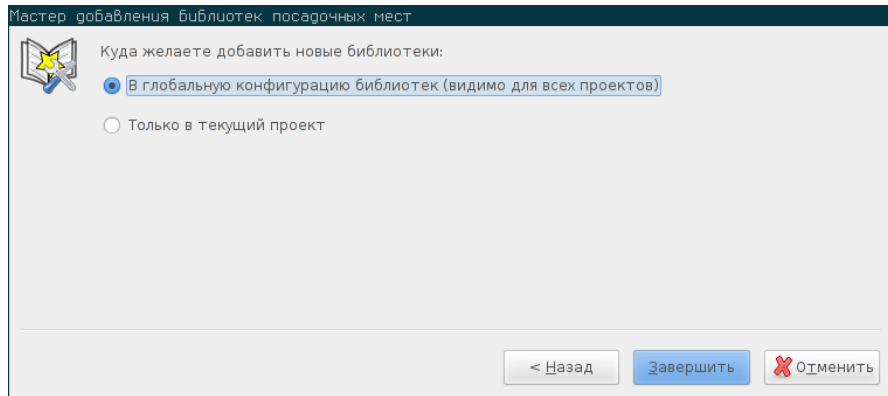 Мастер добавления библиотек посадочных мест
Куда желаете добавить новые библиотеки:
В глобальную конфигурацию библиотек (видимо для всех проектов)
Только в текущий проект
< Назад Завершить Отменить